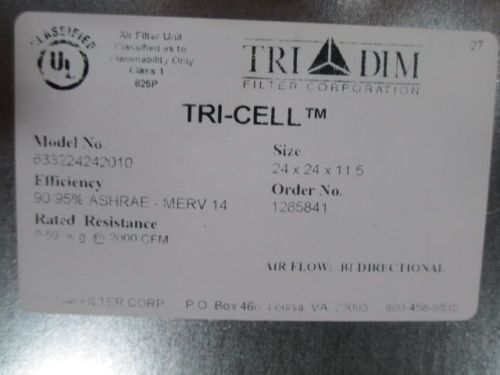 CLASSIFIED
UL
Air Filter Unit
Classified as to
Flammability Only
Class 1
825P
TRI DIM
FILTER CORPORATION
27
TRI-CELL™
Model No.
633224242010
Size
24 x 24 x 11.5
Efficiency
90-95% ASHRAE - MERV 14
Order No.
1285841
Rated Resistance
0.59" w.g. @ 2000 CFM
AIR FLOW: BI DIRECTIONAL
FILTER CORP.
P.O. Box 466, Louisa, VA, 23093
800-458-9835